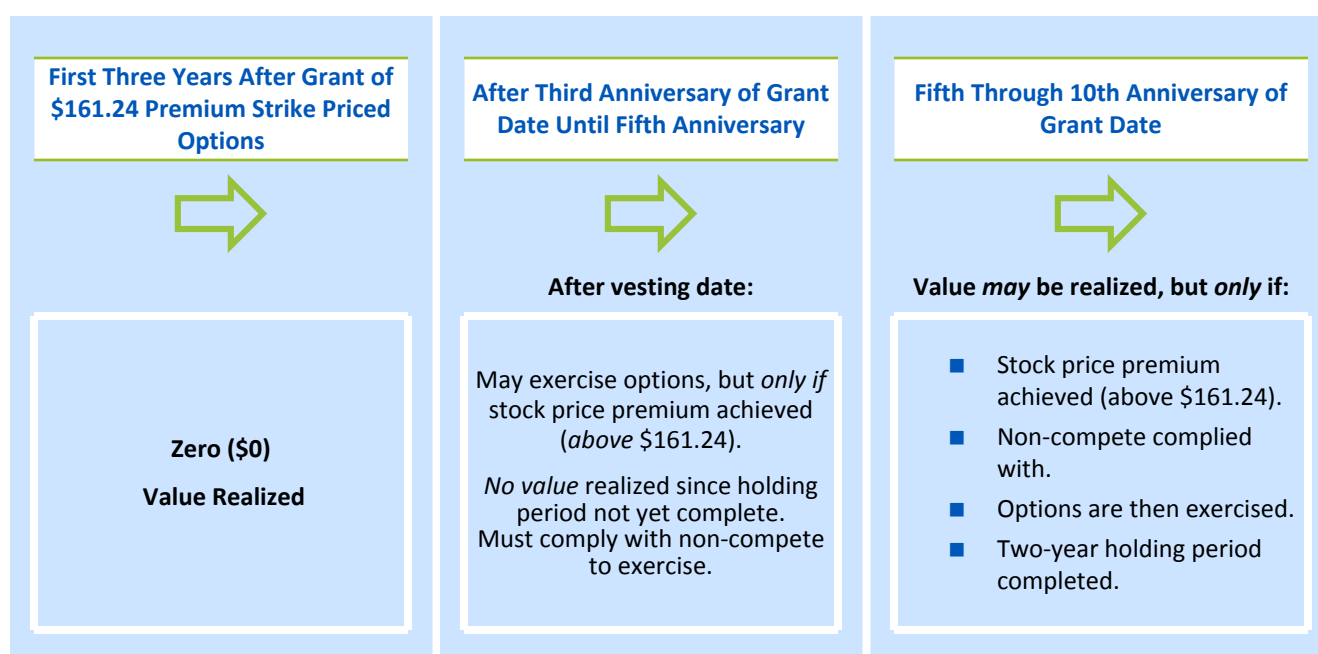 First Three Years After Grant of
$161.24 Premium Strike Priced
Options
Zero ($0)
Value Realized
After Third Anniversary of Grant
Date Until Fifth Anniversary
After vesting date:
May exercise options, but only if
stock price premium achieved
(above $161.24).
No value realized since holding
period not yet complete.
Must comply with non-compete
to exercise.
Fifth Through 10th Anniversary of
Grant Date
Value may be realized, but only if:
■ Stock price premium
achieved (above $161.24).
■ Non-compete complied
with.
■ Options are then exercised.
■ Two-year holding period
completed.